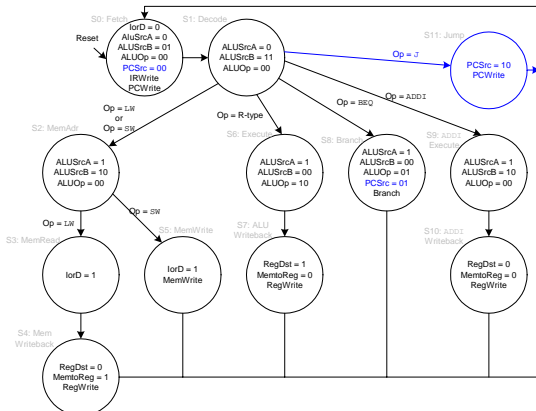 S0: Fetch
IorD = 0
AluSrcA = 0
ALUSrcB = 01
ALUOp = 00
PCSrc = 00
IRWrite
PCWrite
Reset
S1: Decode
ALUSrcA = 0
ALUSrcB = 11
ALUOp = 00
S11: Jump
Op = J
PCSrc = 10
PCWrite
Op = LW
or
Op = SW
Op = R-type
Op = BEQ
Op = ADDI
S2: MemAdr
ALUSrcA = 1
ALUSrcB = 10
ALUOp = 00
S6: Execute
ALUSrcA = 1
ALUSrcB = 00
ALUOp = 10
S8: Branch
ALUSrcA = 1
ALUSrcB = 00
ALUOp = 01
PCSrc = 01
Branch
S9: ADDI
Execute
ALUSrcA = 1
ALUSrcB = 10
ALUOp = 00
Op = LW
Op = SW
S3: MemRead
IorD = 1
S5: MemWrite
IorD = 1
MemWrite
S7: ALU
Writeback
RegDst = 1
MemtoReg = 0
RegWrite
S10: ADDI
Writeback
RegDst = 0
MemtoReg = 0
RegWrite
S4: Mem
Writeback
RegDst = 0
MemtoReg = 1
RegWrite